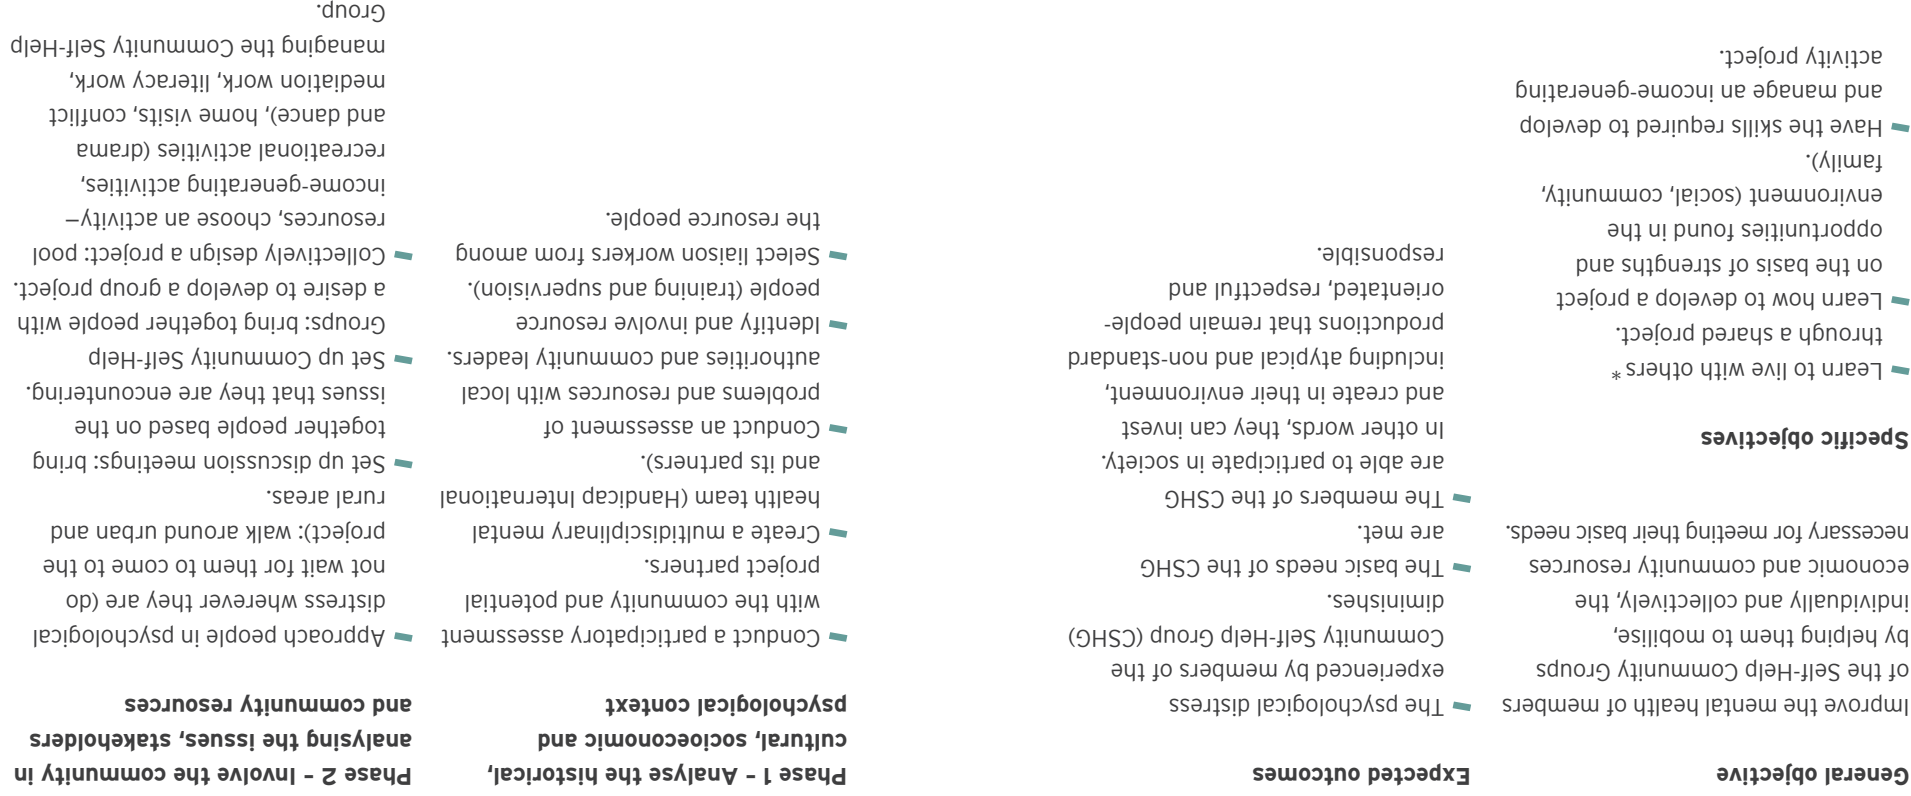 General objective
Improve the mental health of members
of the Self-Help Community Groups
by helping them to mobilise,
individually and collectively, the
economic and community resources
necessary for meeting their basic needs.
Specific objectives
Learn to live with others*
through a shared project.
Learn how to develop a project
on the basis of strengths and
opportunities found in the
environment (social, community,
family).
Have the skills required to develop
and manage an income-generating
activity project.
Expected outcomes
The psychological distress
experienced by members of the
Community Self-Help Group (CSHG)
diminishes.
The basic needs of the CSHG
are met.
The members of the CSHG
are able to participate in society.
In other words, they can invest
and create in their environment,
including atypical and non-standard
productions that remain people-
orientated, respectful and
responsible.
Phase 1 - Analyse the historical,
cultural, socioeconomic and
psychological context
Conduct a participatory assessment
with the community and potential
project partners.
Create a multidisciplinary mental
health team (Handicap International
and its partners).
Conduct an assessment of
problems and resources with local
authorities and community leaders.
Identify and involve resource
people (training and supervision).
Select liaison workers from among
the resource people.
Phase 2 - Involve the community in
analysing the issues, stakeholders
and community resources
Approach people in psychological
distress wherever they are (do
not wait for them to come to the
project): walk around urban and
rural areas.
Set up discussion meetings: bring
together people based on the
issues that they are encountering.
Set up Community Self-Help
Groups: bring together people with
a desire to develop a group project.
Collectively design a project: pool
resources, choose an activity–
income-generating activities,
recreational activities (drama
and dance), home visits, conflict
mediation work, literacy work,
managing the Community Self-Help
Group.